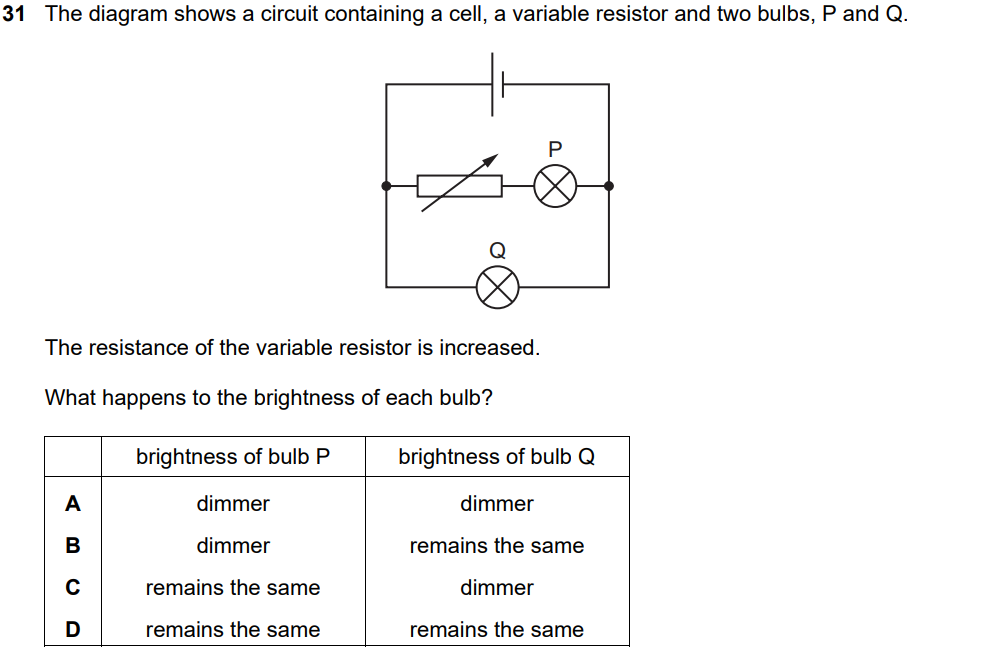 31 The diagram shows a circuit containing a cell, a variable resistor and two bulbs, P and Q.
P
Q
The resistance of the variable resistor is increased.
What happens to the brightness of each bulb?
brightness of bulb P brightness of bulb Q
A dimmer dimmer
B dimmer remains the same
C remains the same dimmer
D remains the same remains the same